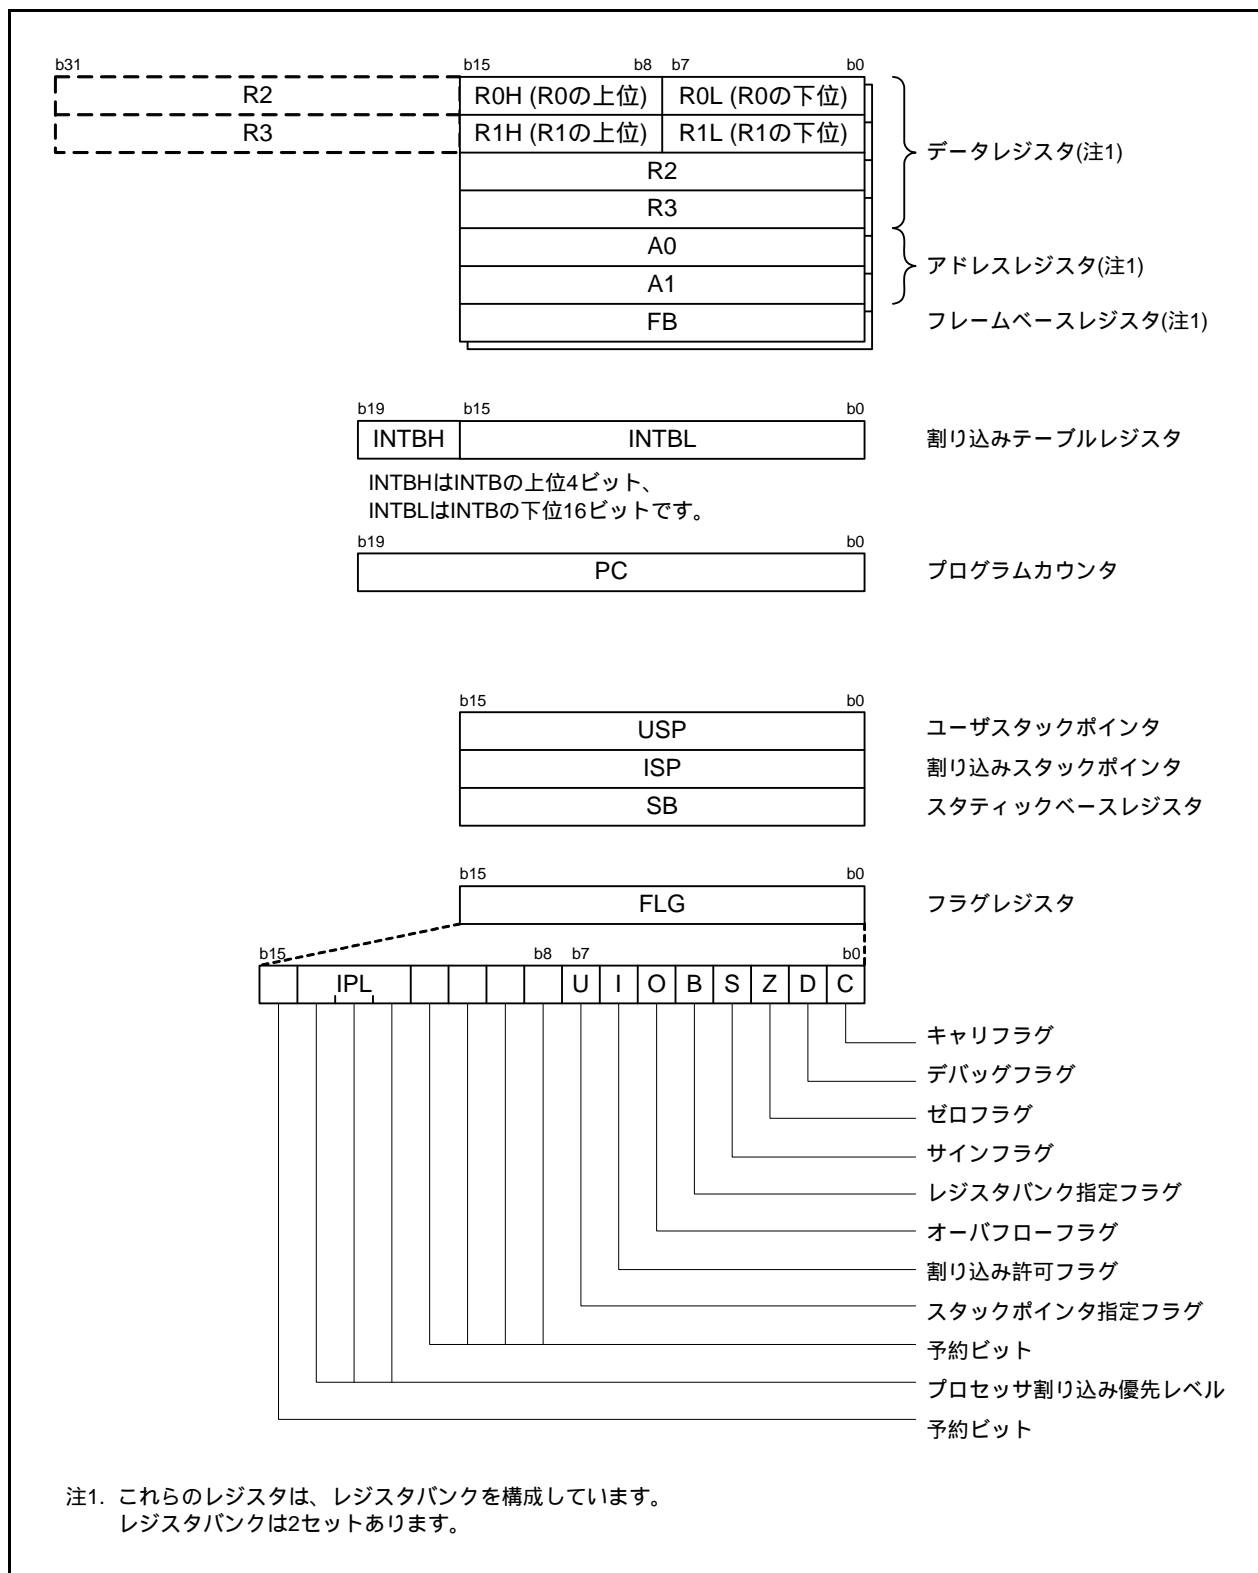 b31 b15 b8 b7 b0
R2 R0H (R0の上位) R0L (R0の下位)
R3 R1H (R1の上位) R1L (R1の下位)
データレジスタ(注1)
R2
R3
A0
アドレスレジスタ(注1)
A1
FB フレームベースレジスタ(注1)
b19 b15 b0
INTBH INTBL 割り込みテーブルレジスタ
INTBHはINTBの上位4ビット、
INTBLはINTBの下位16ビットです。
b19 b0
PC プログラムカウンタ
b15 b0
USP ユーザスタックポインタ
ISP 割り込みスタックポインタ
SB スタティックベースレジスタ
b15 b0
FLG フラグレジスタ
b15 b8 b7 b0
IPL U I O B S Z D C
キャリフラグ
デバッグフラグ
ゼロフラグ
サインフラグ
レジスタバンク指定フラグ
オーバフローフラグ
割り込み許可フラグ
スタックポインタ指定フラグ
予約ビット
プロセッサ割り込み優先レベル
予約ビット
注1. これらのレジスタは、レジスタバンクを構成しています。
レジスタバンクは2セットあります。